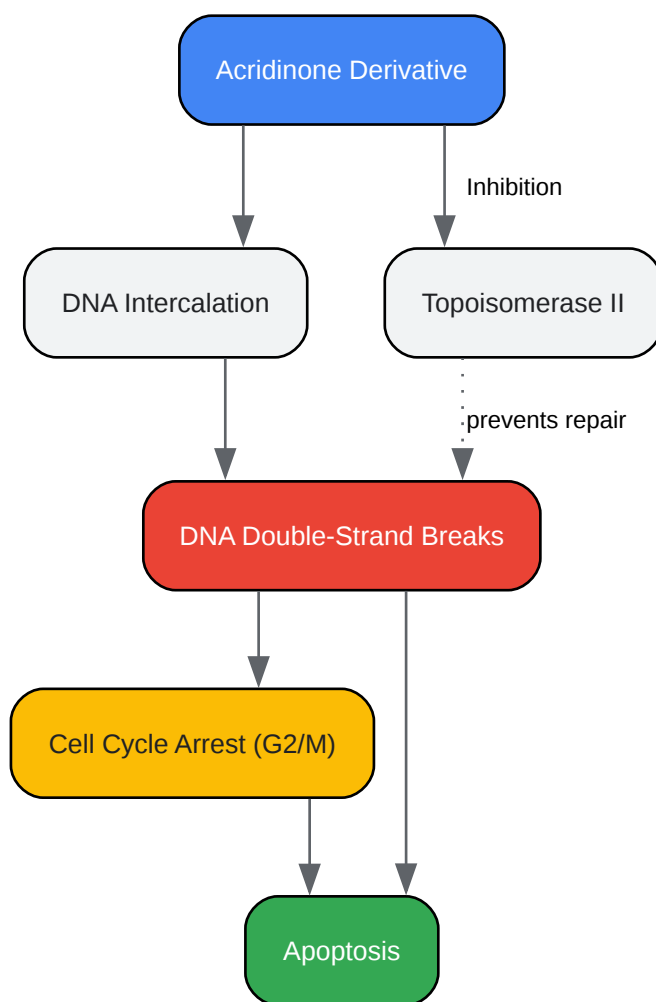 Acridinone Derivative
Inhibition
DNA Intercalation
Topoisomerase II
prevents repair
DNA Double-Strand Breaks
Cell Cycle Arrest (G2/M)
Apoptosis